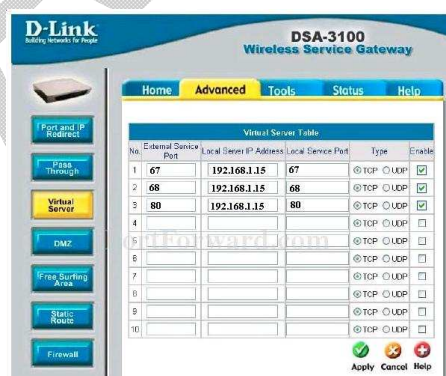 D-Link
Building Networks for People
DSA-3100
Wireless Service Gateway
Home Advanced Tools Status Help
Port and IP Redirect
Pass Through
Virtual Server
DMZ
Free Surfing Area
Static Route
Firewall
Virtual Server Table
No. External Service Port Local Server IP Address Local Service Port Type Enable
1 67 192.168.1.15 67 TCP UDP
2 68 192.168.1.15 68 TCP UDP
3 80 192.168.1.15 80 TCP UDP
4 TCP UDP
5 TCP UDP
6 TCP UDP
7 TCP UDP
8 TCP UDP
9 TCP UDP
10 TCP UDP
PortForward.com
Apply Cancel Help